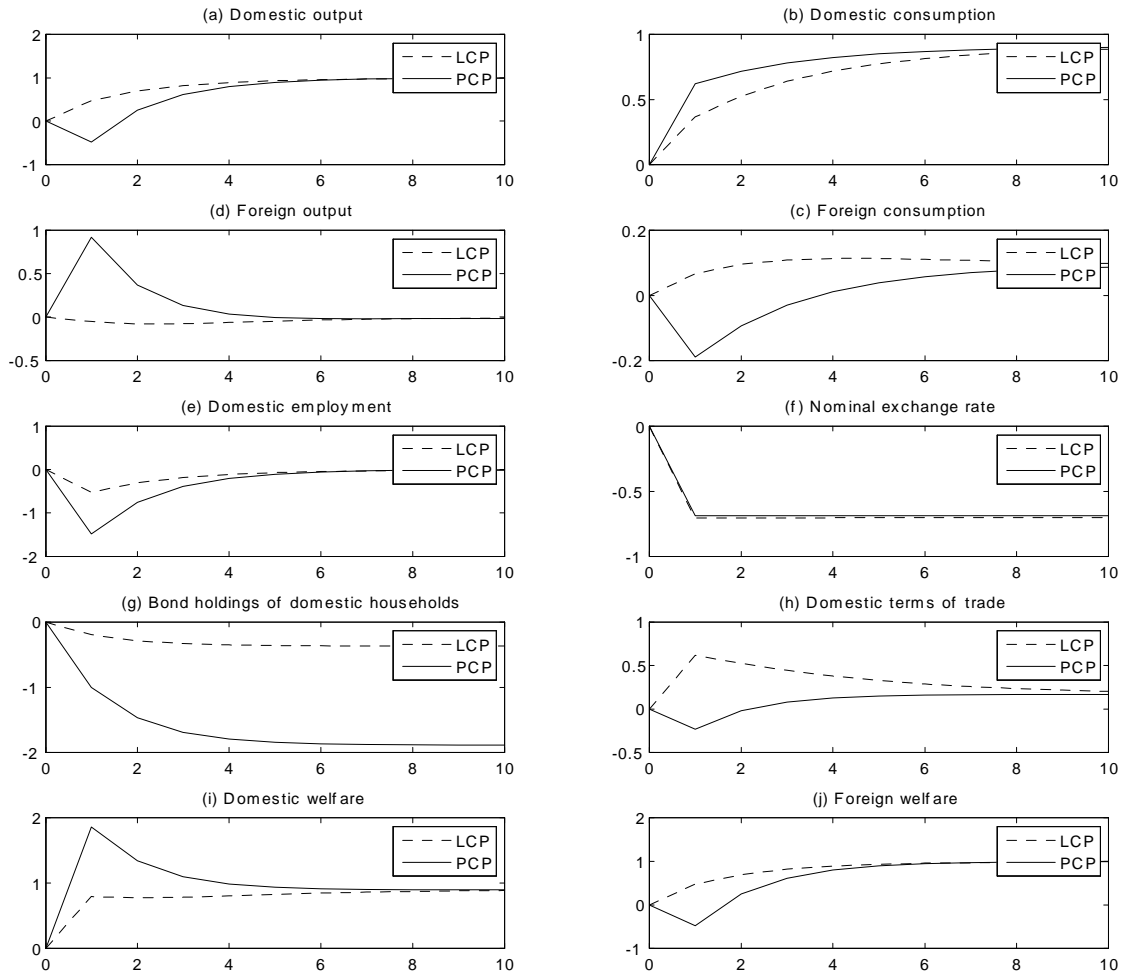 (a) Domestic output
2
1
0
-1
0 2 4 6 8 10
LCP
PCP
(b) Domestic consumption
1
0.5
0
0 2 4 6 8 10
LCP
PCP
(d) Foreign output
1
0.5
0
-0.5
0 2 4 6 8 10
LCP
PCP
(c) Foreign consumption
0.2
0
-0.2
0 2 4 6 8 10
LCP
PCP
(e) Domestic employment
1
0
-1
-2
0 2 4 6 8 10
LCP
PCP
(f) Nominal exchange rate
0
-0.5
-1
0 2 4 6 8 10
LCP
PCP
(g) Bond holdings of domestic households
0
-1
-2
0 2 4 6 8 10
LCP
PCP
(h) Domestic terms of trade
1
0.5
0
-0.5
0 2 4 6 8 10
LCP
PCP
(i) Domestic welfare
2
1
0
0 2 4 6 8 10
LCP
PCP
(j) Foreign welfare
2
1
0
-1
0 2 4 6 8 10
LCP
PCP